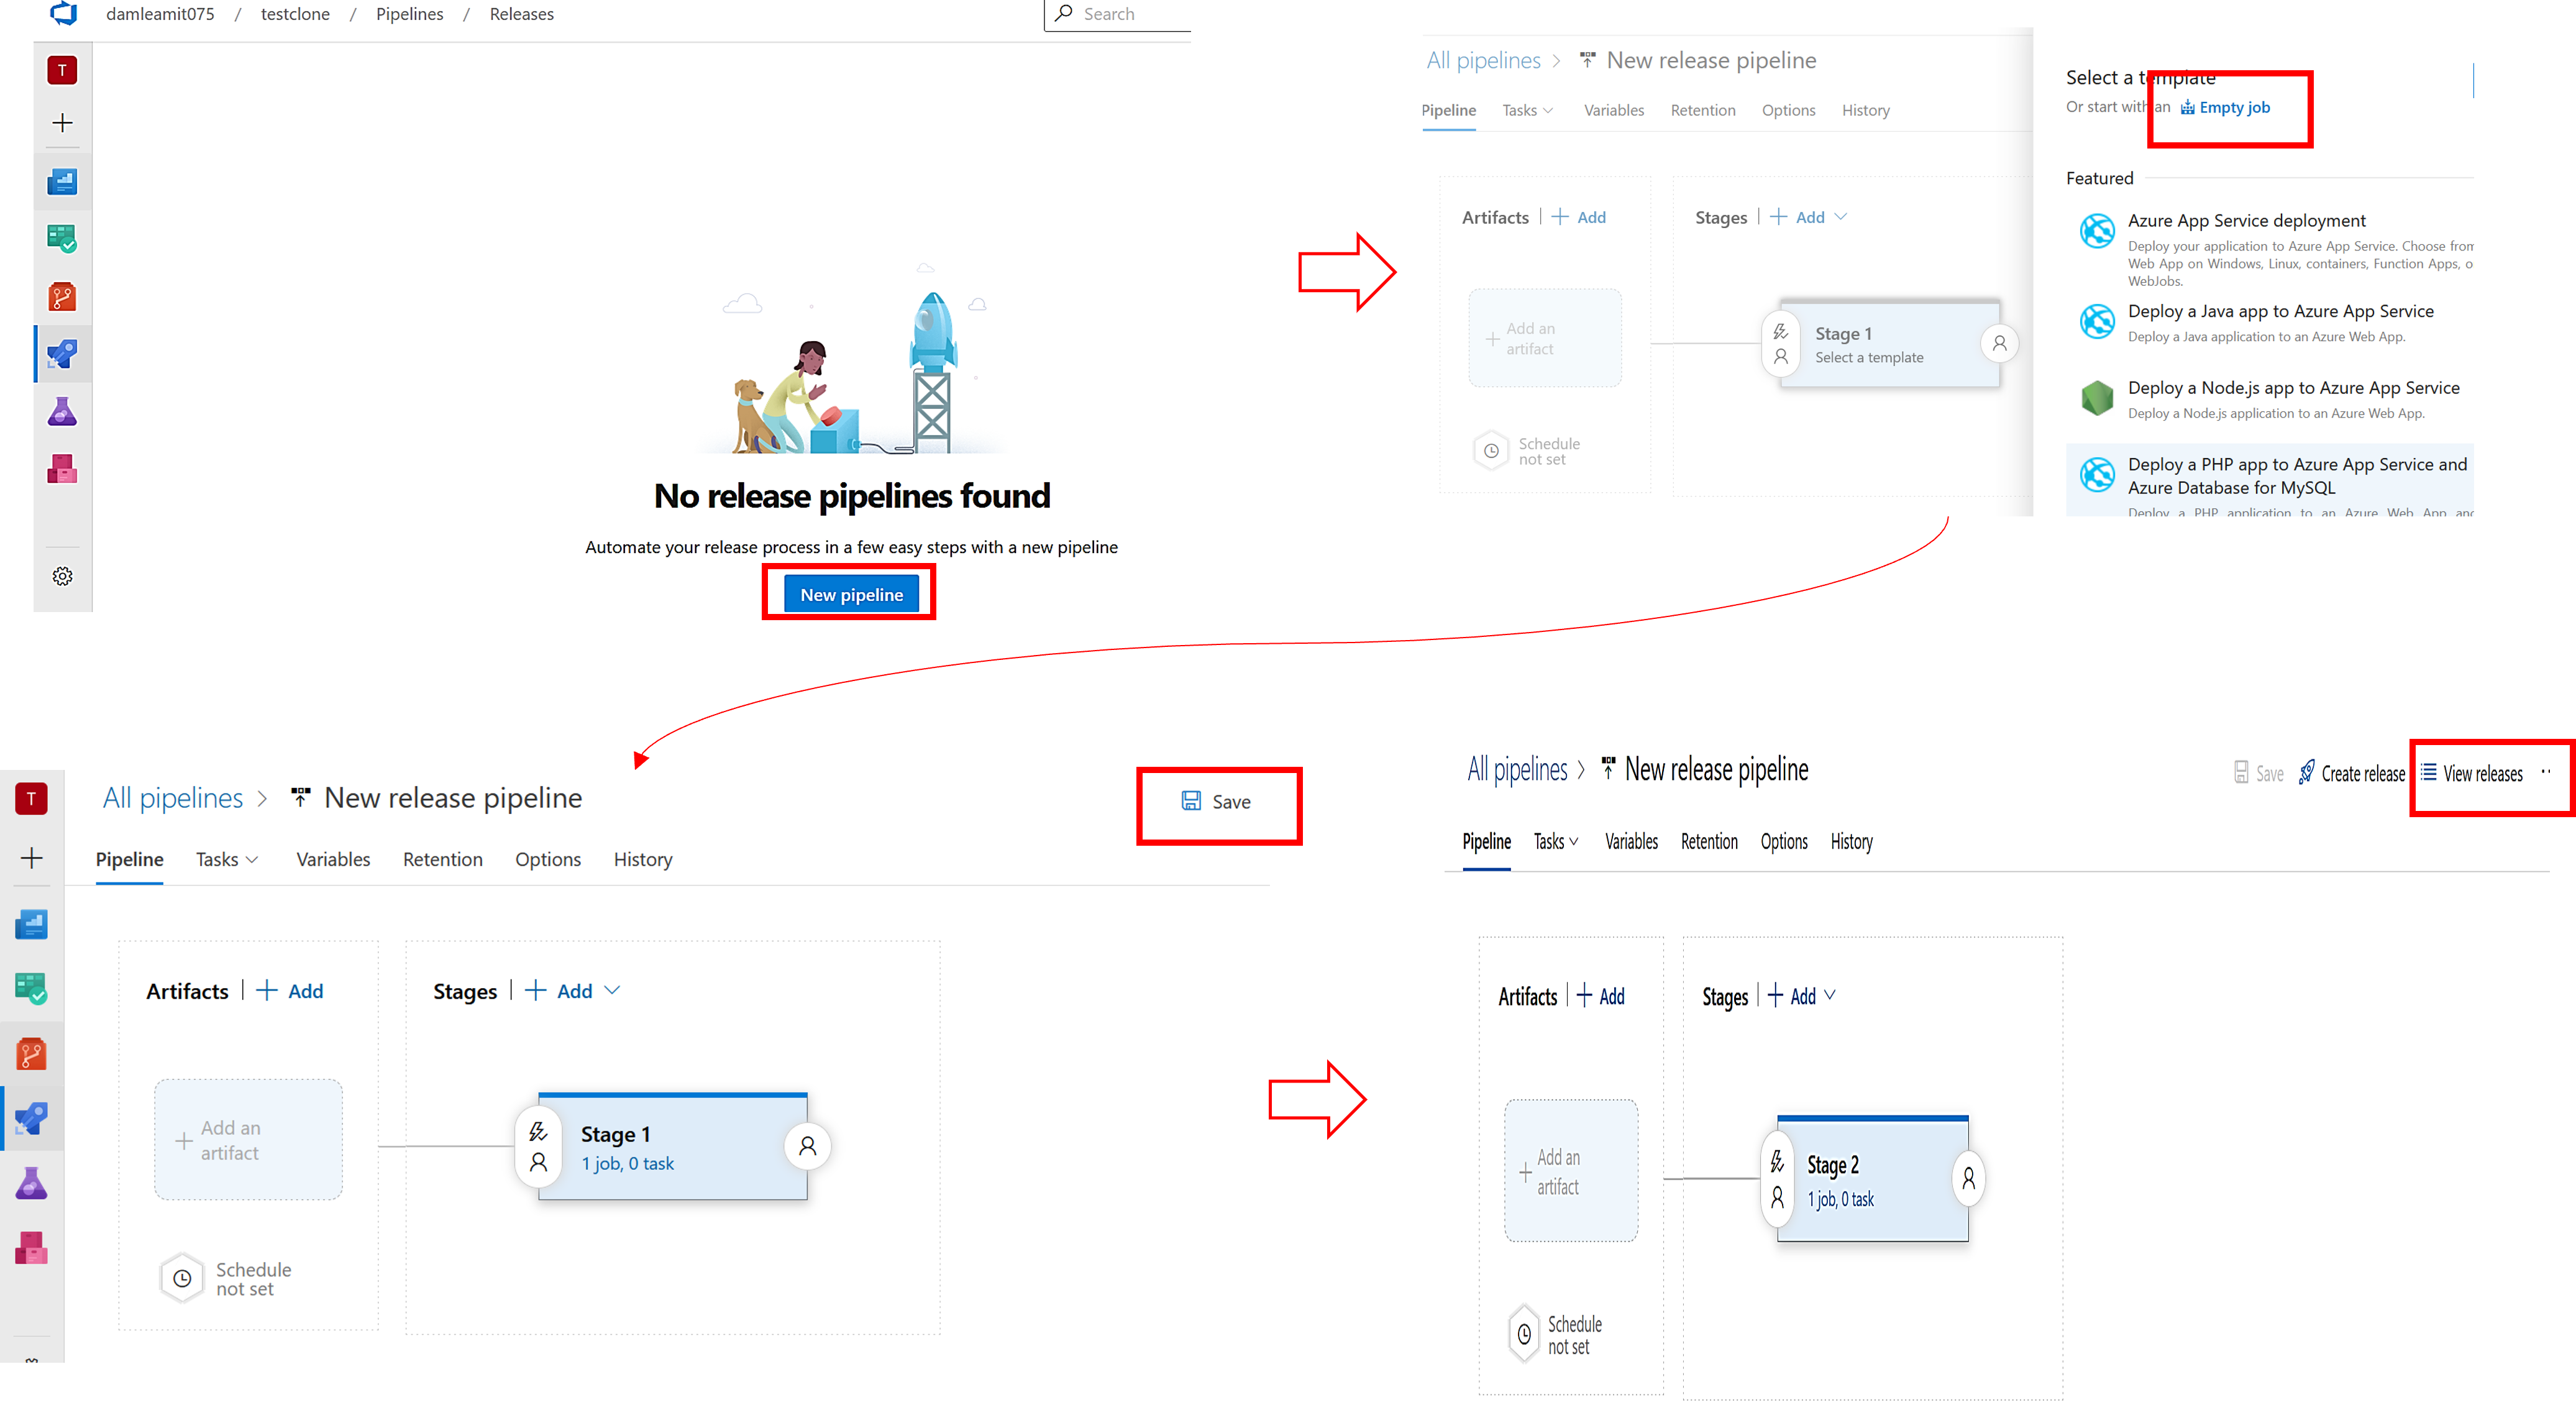 damleamit075 / testclone / Pipelines / Releases
Search
T
No release pipelines found
Automate your release process in a few easy steps with a new pipeline
New pipeline
All pipelines > New release pipeline
Pipeline Tasks Variables Retention Options History
Artifacts | + Add
Stages | + Add
+ Add an
artifact
Stage 1
Select a template
Schedule
not set
Select a template
Or start with an Empty job
Featured
Azure App Service deployment
Deploy your application to Azure App Service. Choose from
Web App on Windows, Linux, containers, Function Apps, o
WebJobs.
Deploy a Java app to Azure App Service
Deploy a Java application to an Azure Web App.
Deploy a Node.js app to Azure App Service
Deploy a Node.js application to an Azure Web App.
Deploy a PHP app to Azure App Service and
Azure Database for MySQL
Deploy a PHP application to an Azure Web App and
T
All pipelines > New release pipeline
Save
Pipeline Tasks Variables Retention Options History
Artifacts | + Add
Stages | + Add
+ Add an
artifact
Stage 1
1 job, 0 task
Schedule
not set
All pipelines > New release pipeline
Save Create release View releases
Pipeline Tasks Variables Retention Options History
Artifacts | + Add
Stages | + Add
+ Add an
artifact
Stage 2
1 job, 0 task
Schedule
not set